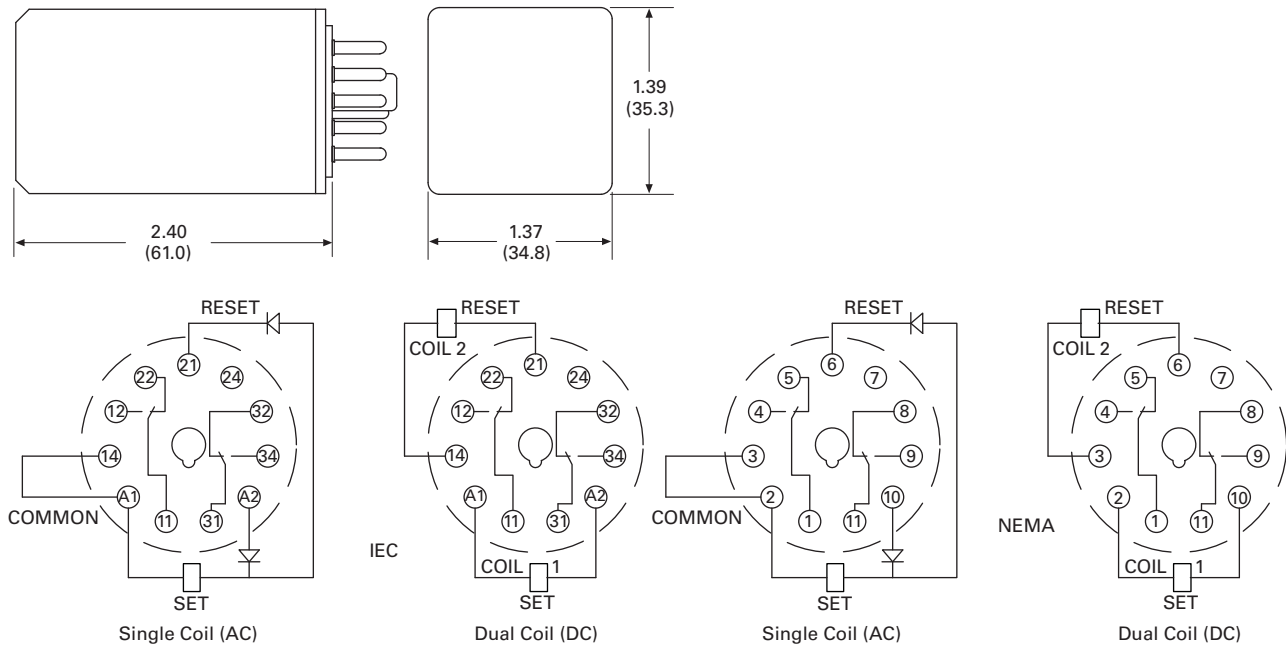 1.39
(35.3)
2.40
(61.0)
1.37
(34.8)
RESET
21
22
24
12
32
14
34
A1
A2
11
31
COMMON
SET
Single Coil (AC)
IEC
RESET
COIL 2
21
22
24
12
32
14
34
A1
A2
11
31
COIL 1
SET
Dual Coil (DC)
RESET
6
5
7
4
8
3
9
2
10
1
11
COMMON
SET
Single Coil (AC)
NEMA
RESET
COIL 2
6
5
7
4
8
3
9
2
10
1
11
COIL 1
SET
Dual Coil (DC)